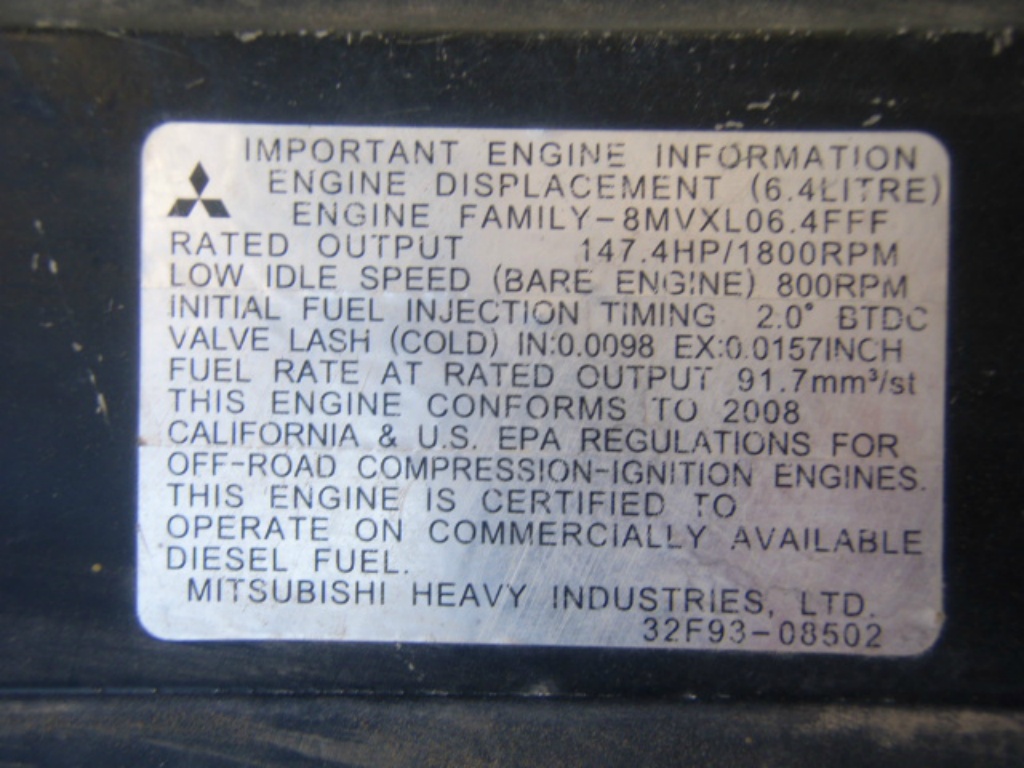 IMPORTANT ENGINE INFORMATION
ENGINE DISPLACEMENT (6.4LITRE)
ENGINE FAMILY-8MVXL06.4FFF
RATED OUTPUT 147.4HP/1800RPM
LOW IDLE SPEED (BARE ENGINE) 800RPM
INITIAL FUEL INJECTION TIMING 2.0° BTDC
VALVE LASH (COLD) IN:0.0098 EX:0.0157INCH
FUEL RATE AT RATED OUTPUT 91.7mm³/st
THIS ENGINE CONFORMS TO 2008
CALIFORNIA & U.S. EPA REGULATIONS FOR
OFF-ROAD COMPRESSION-IGNITION ENGINES.
THIS ENGINE IS CERTIFIED TO
OPERATE ON COMMERCIALLY AVAILABLE
DIESEL FUEL.
MITSUBISHI HEAVY INDUSTRIES, LTD.
32F93-08502